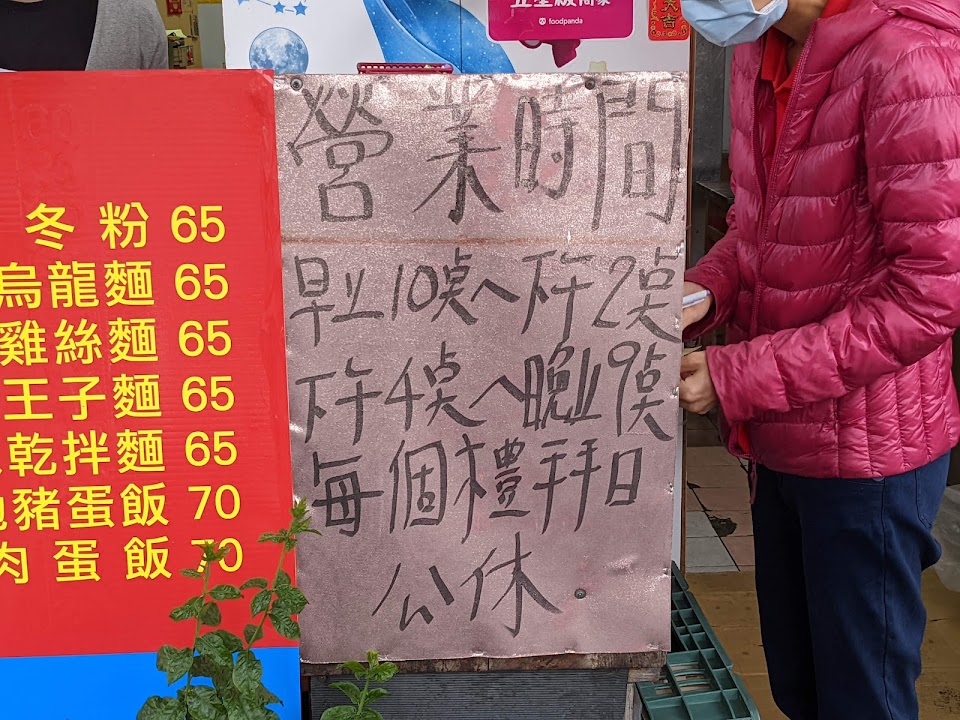 foodpanda
營業時間
早上10點~下午2點
下午4點~晚上9點
每個禮拜日
公休.
冬粉 65
烏龍麵 65
雞絲麵 65
王子麵 65
乾拌麵 65
豬蛋飯 70
肉蛋飯 70